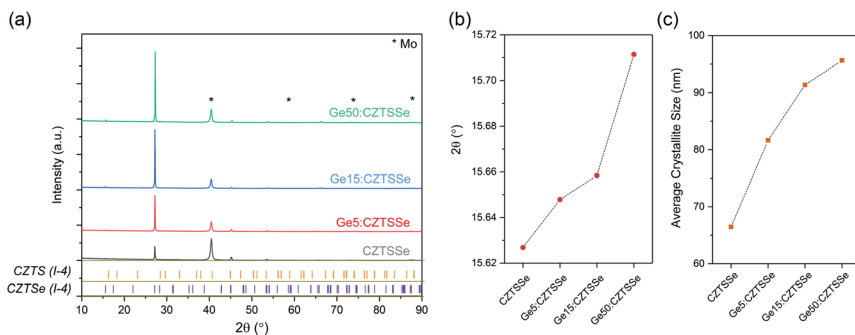 (a)
* Mo
*
*
*
*
Ge50:CZTSSe
Ge15:CZTSSe
Ge5:CZTSSe
CZTSSe
Intensity (a.u.)
CZTS (I-4)
CZTSe (I-4)
10 20 30 40 50 60 70 80 90
2θ (°)
(b)
15.72
15.70
15.68
15.66
15.64
15.62
2θ (°)
CZTSSe
Ge5:CZTSSe
Ge15:CZTSSe
Ge50:CZTSSe
(c)
100
95
90
80
70
60
Average Crystallite Size (nm)
CZTSSe
Ge5:CZTSSe
Ge15:CZTSSe
Ge50:CZTSSe